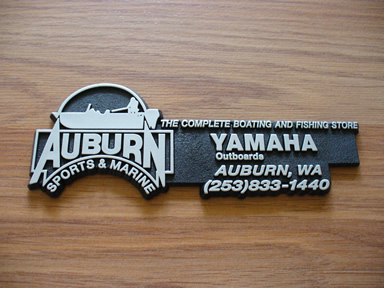 AUBURN
SPORTS & MARINE
THE COMPLETE BOATING AND FISHING STORE
YAMAHA
Outboards
AUBURN, WA
(253)833-1440